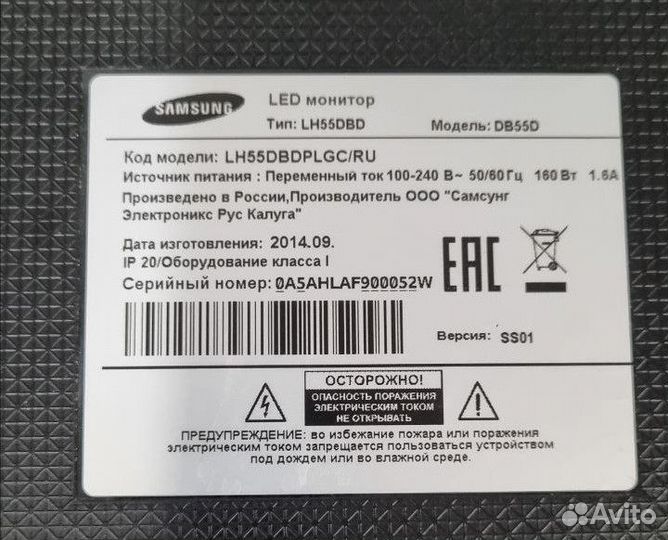 SAMSUNG
LED монитор
Тип: LH55DBD Модель: DB55D
Код модели: LH55DBDPLGC/RU
Источник питания : Переменный ток 100-240 В~ 50/60 Гц 160 Вт 1.6A
Произведено в России,Производитель ООО "Самсунг
Электроникс Рус Калуга"
Дата изготовления: 2014.09.
IP 20/Оборудование класса I
Серийный номер: 0A5AHLAF900052W
EAC
Версия: SS01
ОСТОРОЖНО!
ОПАСНОСТЬ ПОРАЖЕНИЯ
ЭЛЕКТРИЧЕСКИМ ТОКОМ
НЕ ОТКРЫВАТЬ
ПРЕДУПРЕЖДЕНИЕ: во избежание пожара или поражения
электрическим током запрещается пользоваться устройством
под дождем или во влажной среде.
Avito